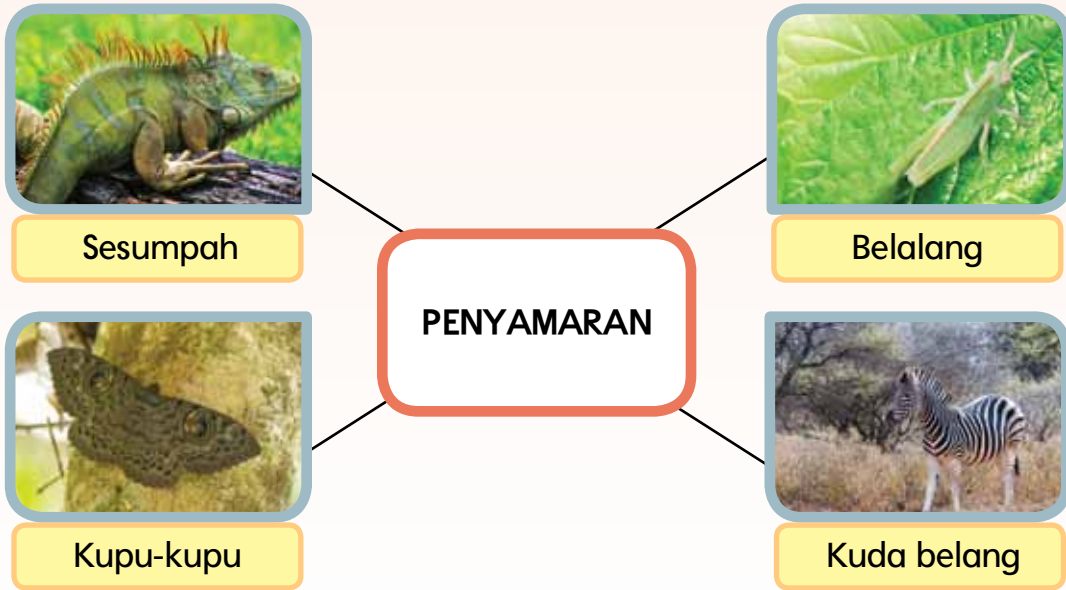 Sesumpah
Belalang
PENYAMARAN
Kupu-kupu
Kuda belang